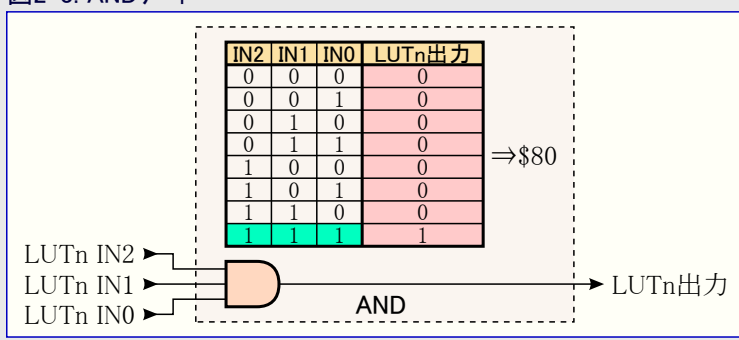 IN2 IN1 IN0 LUTn出力
0 0 0 0
0 0 1 0
0 1 0 0
0 1 1 0
1 0 0 0
1 0 1 0
1 1 0 0
1 1 1 1
⇒$80
LUTn IN2
LUTn IN1
LUTn IN0
AND
LUTn出力